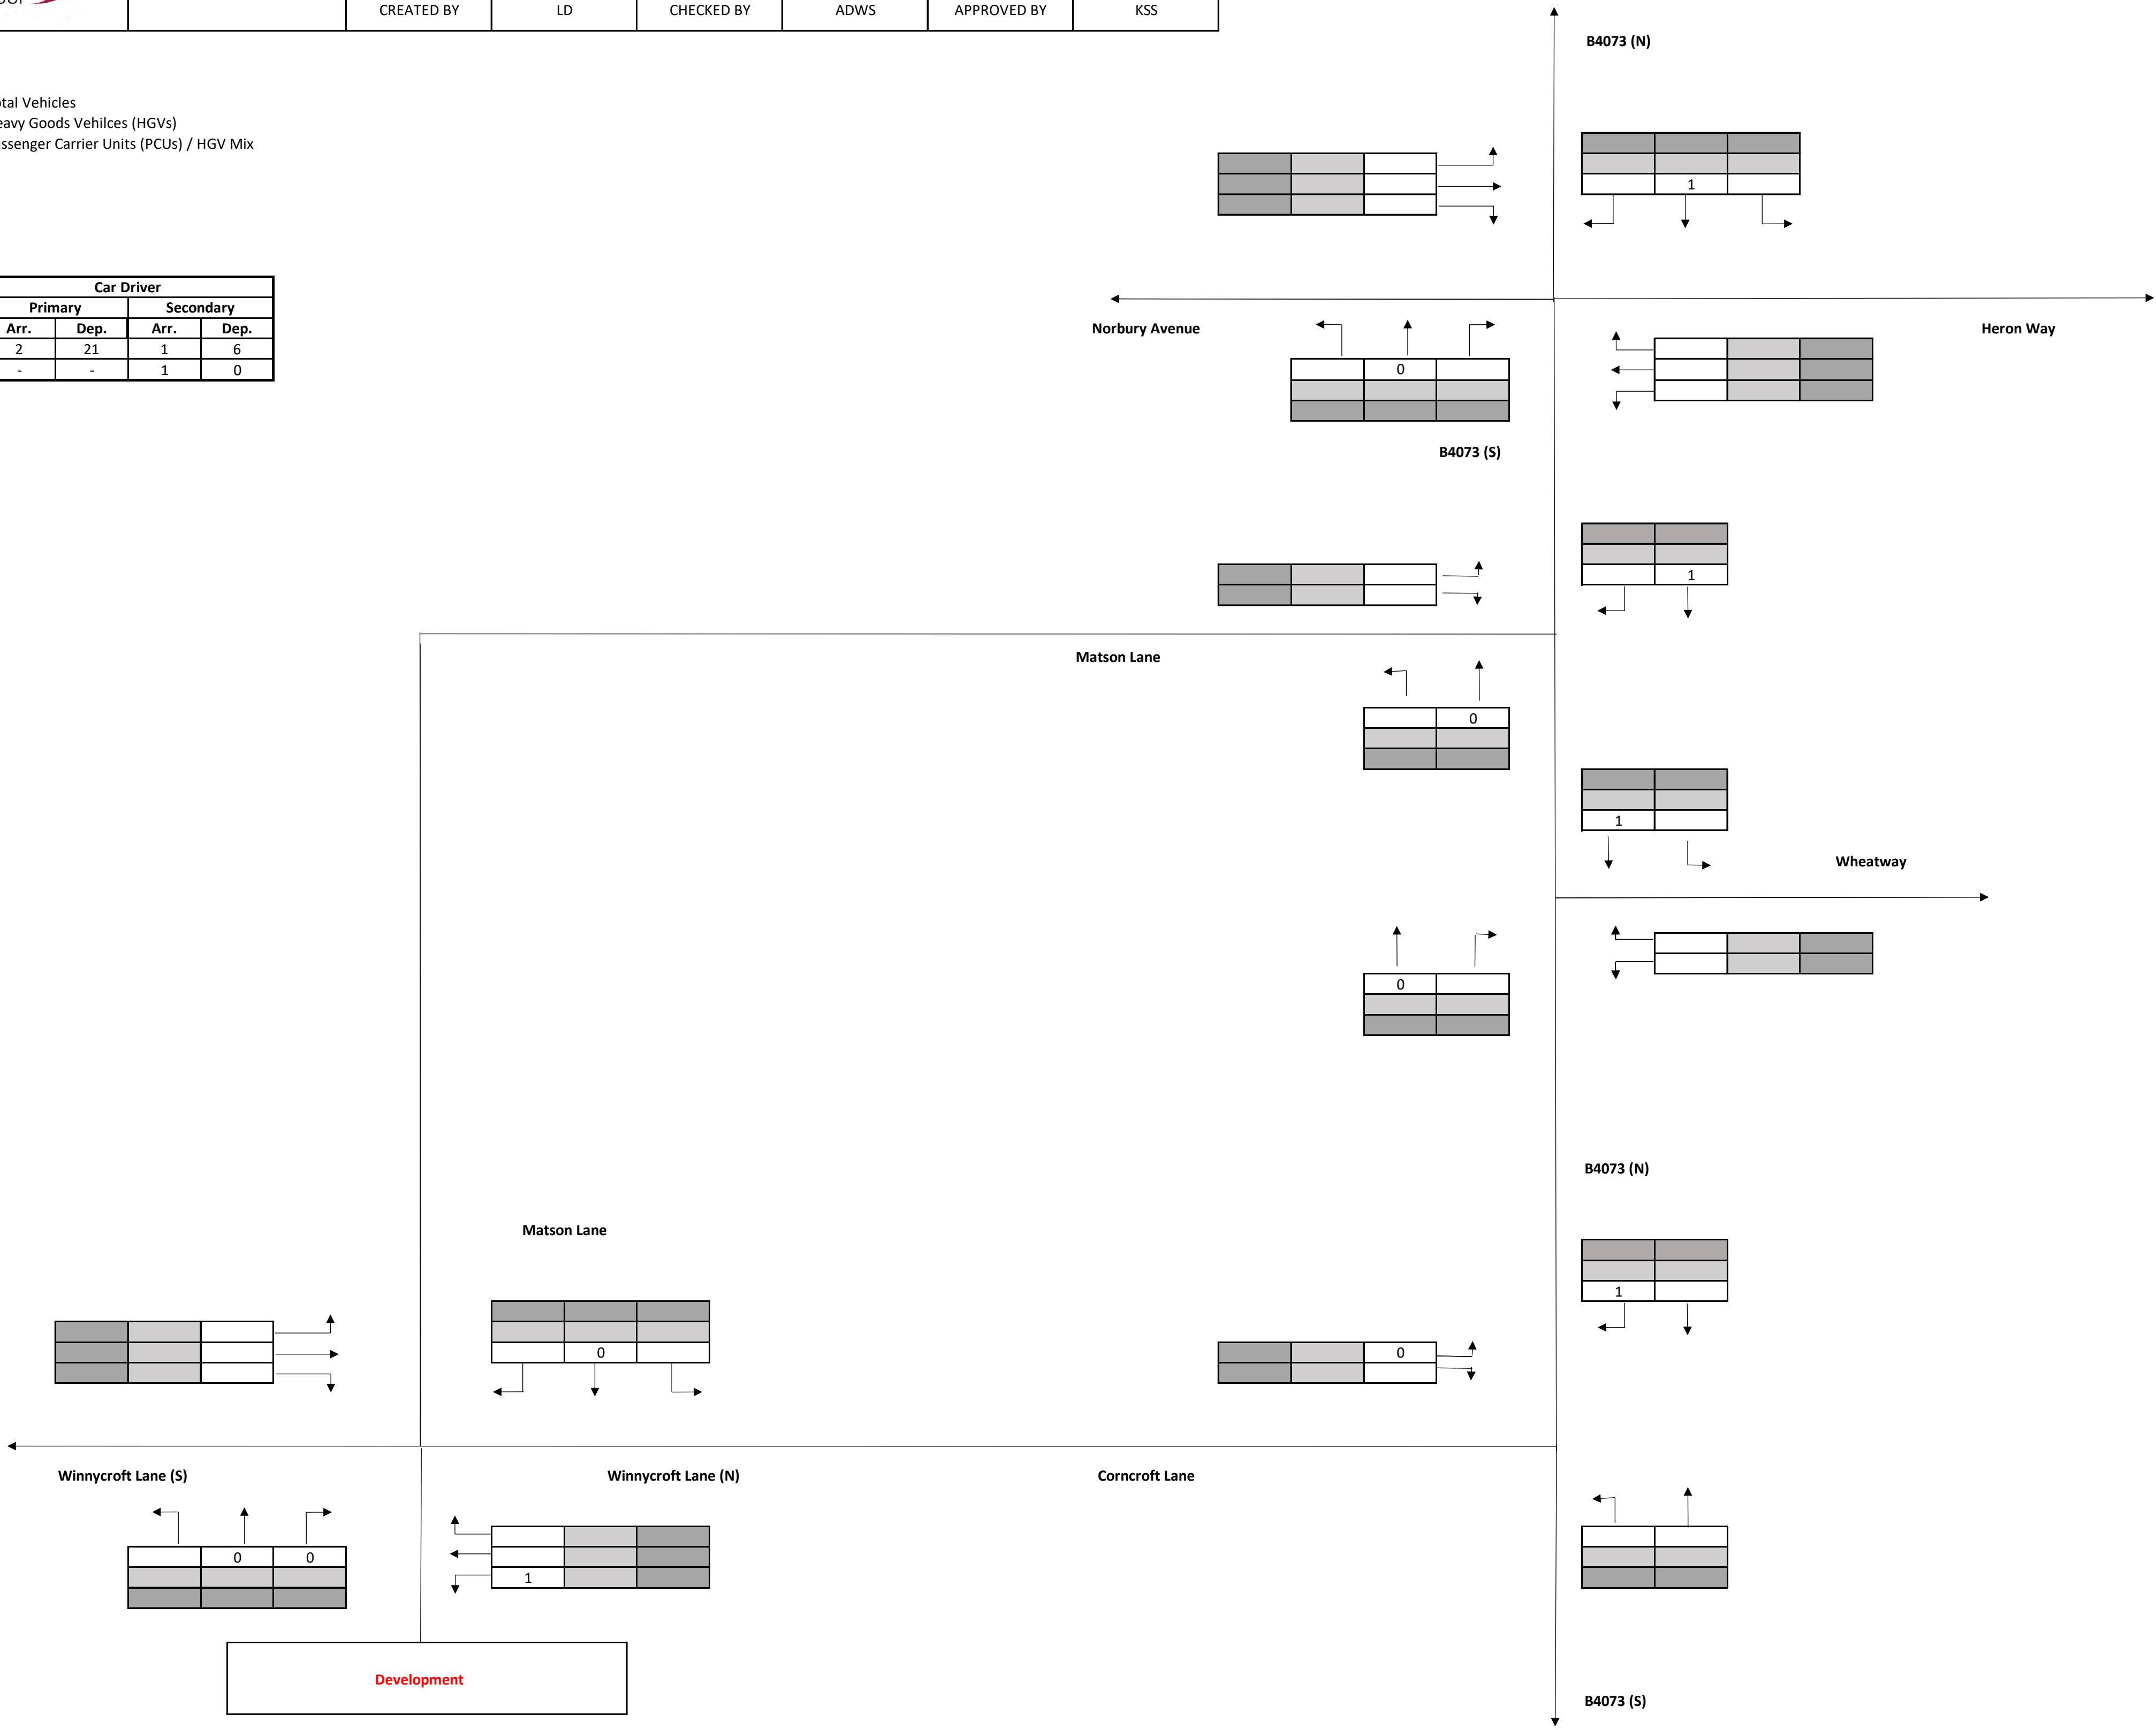 CREATED BY LD CHECKED BY ADWS APPROVED BY KSS
B4073 (N)
Vehicles
Goods Vehilces (HGVs)
Carrier Units (PCUs) / HGV Mix
1
Car Driver
Primary Secondary
Arr. Dep. Arr. Dep.
2 21 1 6
- - 1 0
Norbury Avenue
Heron Way
0
B4073 (S)
1
Matson Lane
0
1
Wheatway
0
B4073 (N)
Matson Lane
1
0
0
Winnycroft Lane (S)
Winnycroft Lane (N)
Corncroft Lane
0 0
1
Development
B4073 (S)